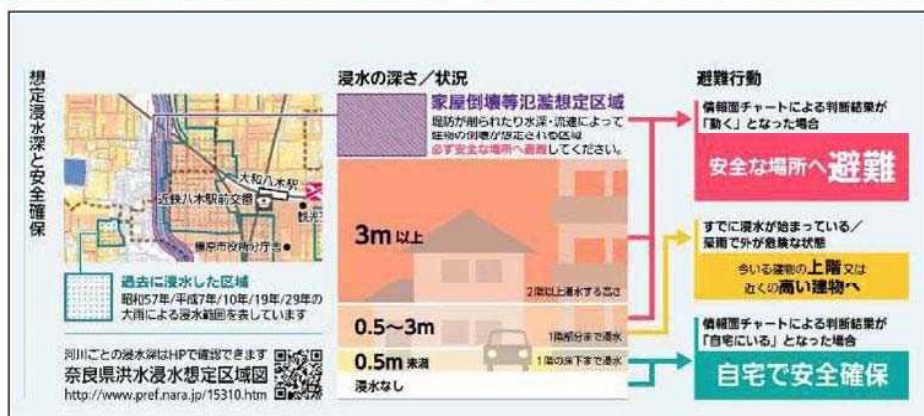 想定浸水深と安全確保
大和八木駅
近鉄八木駅前交番
観光
橿原市役所分庁舎
過去に浸水した区域
昭和57年/平成7年/10年/19年/29年の
大雨による浸水範囲を表しています
河川ごとの浸水深はHPで確認できます
奈良県洪水浸水想定区域図
http://www.pref.nara.jp/15310.htm
浸水の深さ/状況
家屋倒壊等氾濫想定区域
堤防が削られたり水深・流速によって
建物の倒壊が想定される区域
必ず安全な場所へ避難してください。
3m以上
2階以上浸水する高さ
0.5~3m
1階部分まで浸水
0.5m未満
1階の床下まで浸水
浸水なし
避難行動
情報面チャートによる判断結果が
「動く」となった場合
安全な場所へ避難
すでに浸水が始まっている/
豪雨で外が危険な状態
今いる建物の上階又は
近くの高い建物へ
情報面チャートによる判断結果が
「自宅にいる」となった場合
自宅で安全確保